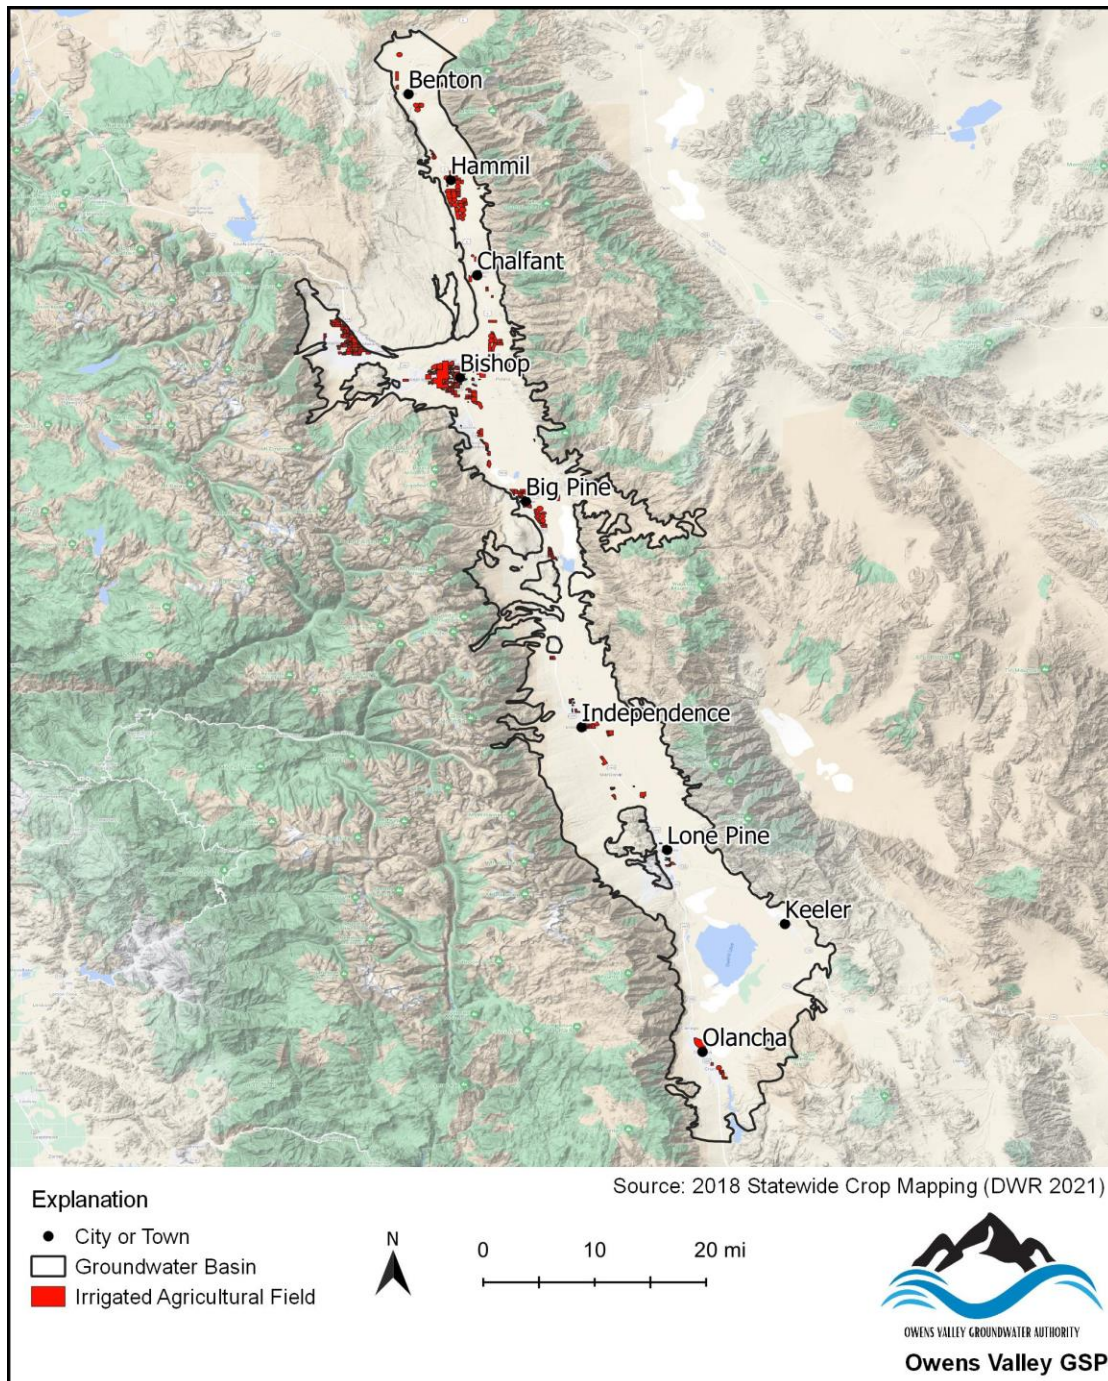 Benton
Hammil
Chalfant
Bishop
Big Pine
Independence
Lone Pine
Keeler
Olancha
Source: 2018 Statewide Crop Mapping (DWR 2021)
Explanation
City or Town
Groundwater Basin
Irrigated Agricultural Field
N
0 10 20 mi
OWENS VALLEY GROUNDWATER AUTHORITY
Owens Valley GSP